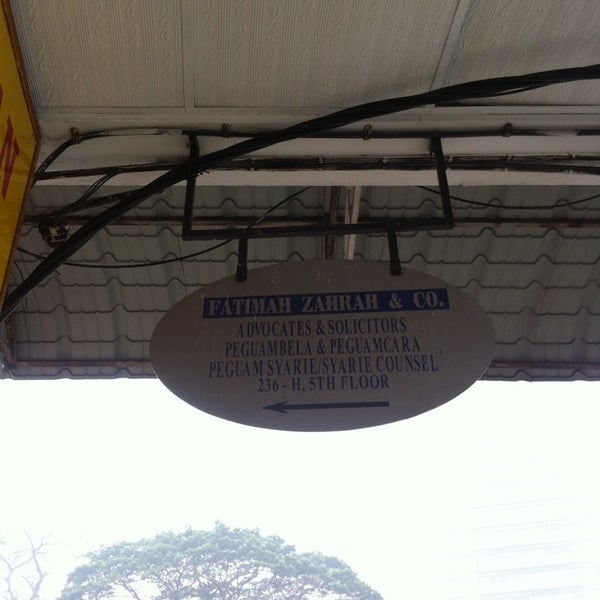 FATIMAH ZAHRAH & CO.
ADVOCATES & SOLICITORS
PEGUAMBELA & PEGUAMCARA
PEGUAM SYARIE/SYARIE COUNSEL
236 - H, 5TH FLOOR